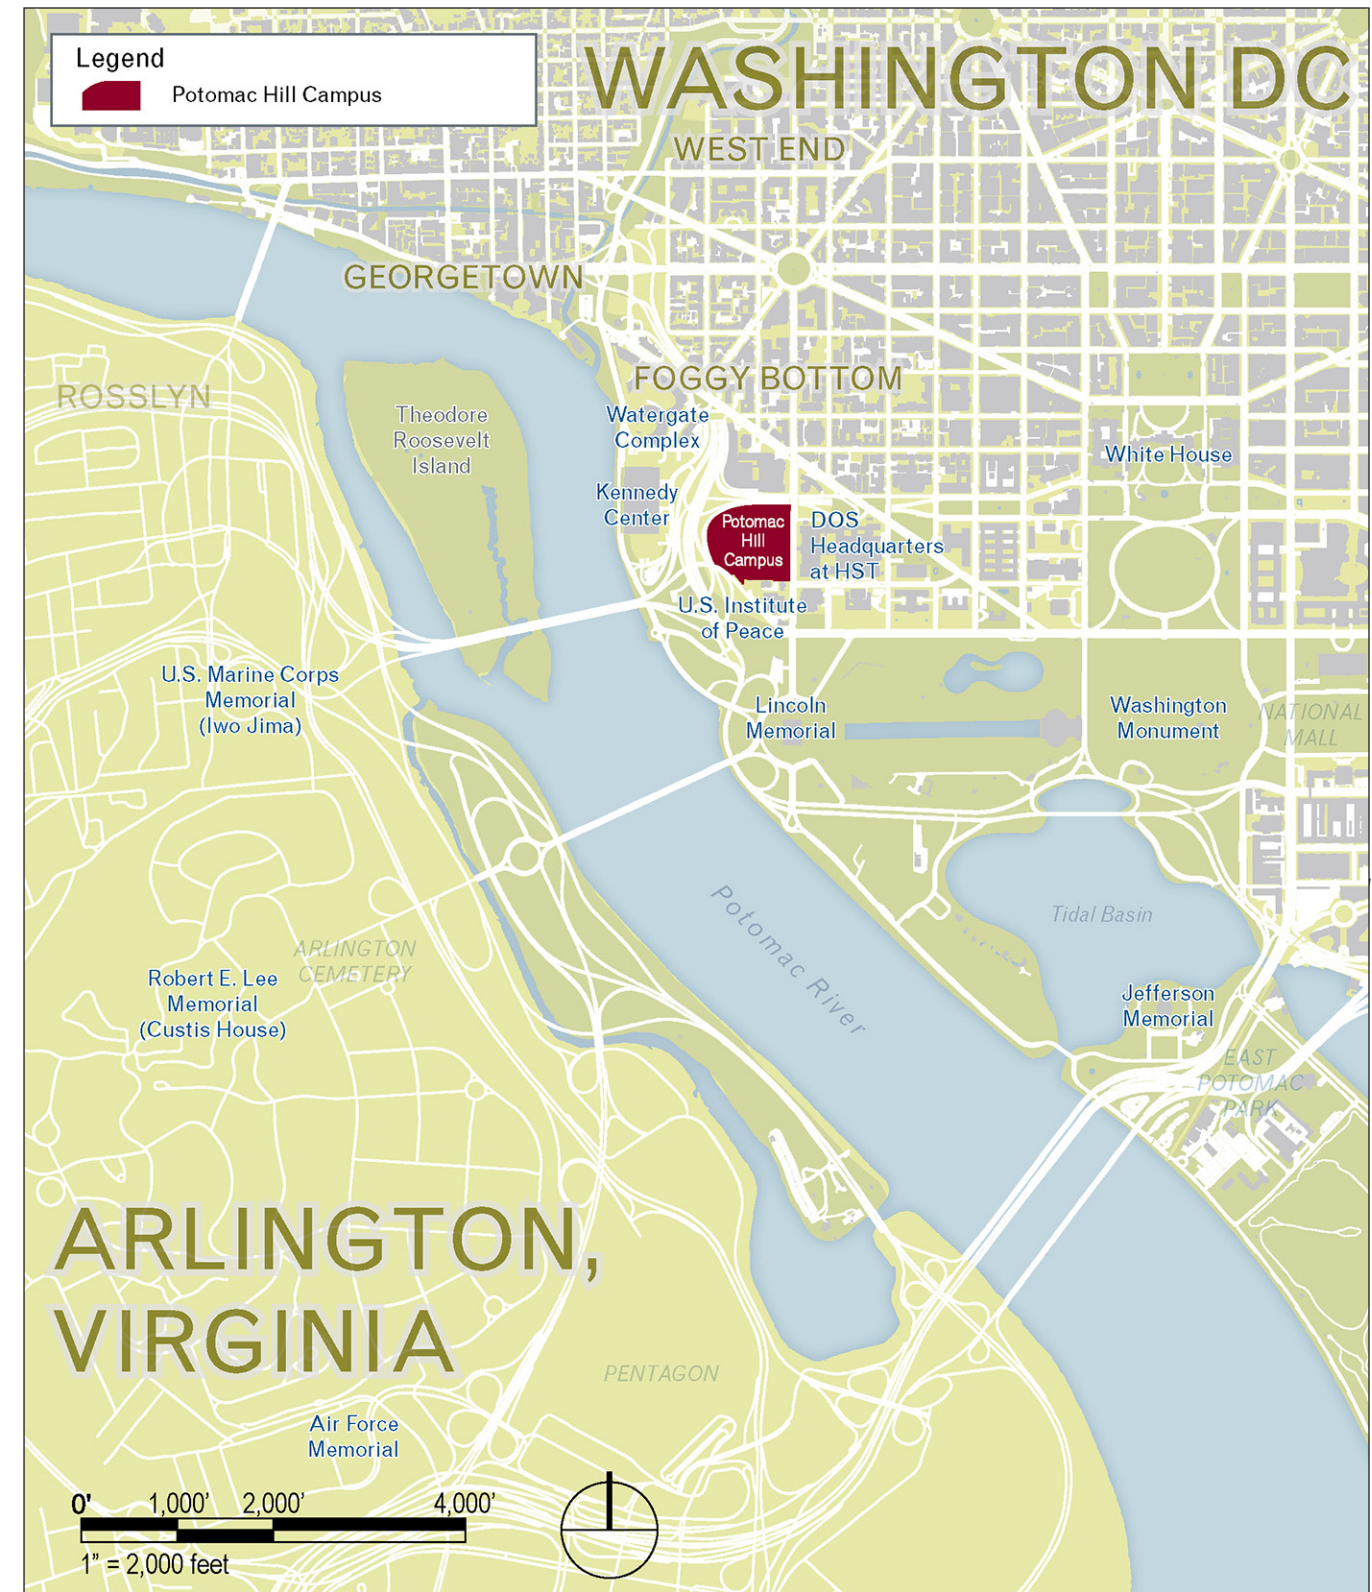 Legend
Potomac Hill Campus
WASHINGTON DC
WEST END
GEORGETOWN
ROSSLYN
FOGGY BOTTOM
Theodore
Roosevelt
Island
Watergate
Complex
White House
Kennedy
Center
Potomac
Hill
Campus
DOS
Headquarters
at HST
U.S. Institute
of Peace
U.S. Marine Corps
Memorial
(Iwo Jima)
Lincoln
Memorial
Washington
Monument
NATIONAL
MALL
Potomac River
Tidal Basin
ARLINGTON
CEMETERY
Robert E. Lee
Memorial
(Custis House)
Jefferson
Memorial
EAST
POTOMAC
PARK
ARLINGTON,
VIRGINIA
PENTAGON
Air Force
Memorial
0' 1,000' 2,000' 4,000'
1" = 2,000 feet